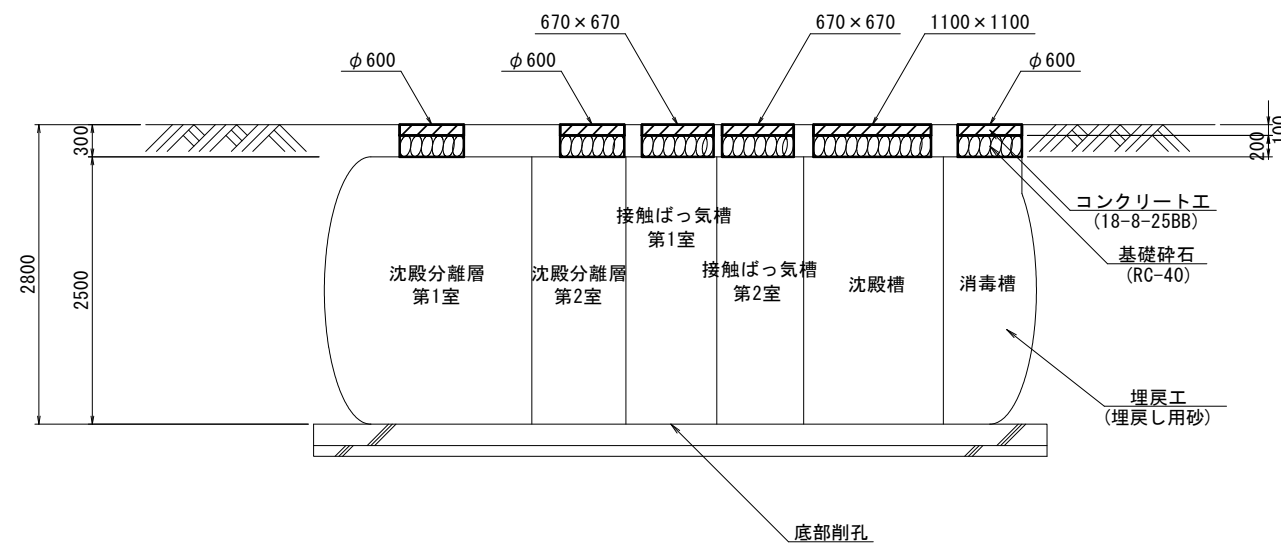 670×670
670×670
1100×1100
φ600
φ600
φ600
300
100
200
2800
2500
沈殿分離層
第1室
沈殿分離層
第2室
接触ばっ気槽
第1室
接触ばっ気槽
第2室
沈殿槽
消毒槽
コンクリート工
(18-8-25BB)
基礎砕石
(RC-40)
埋戻工
(埋戻し用砂)
底部削孔